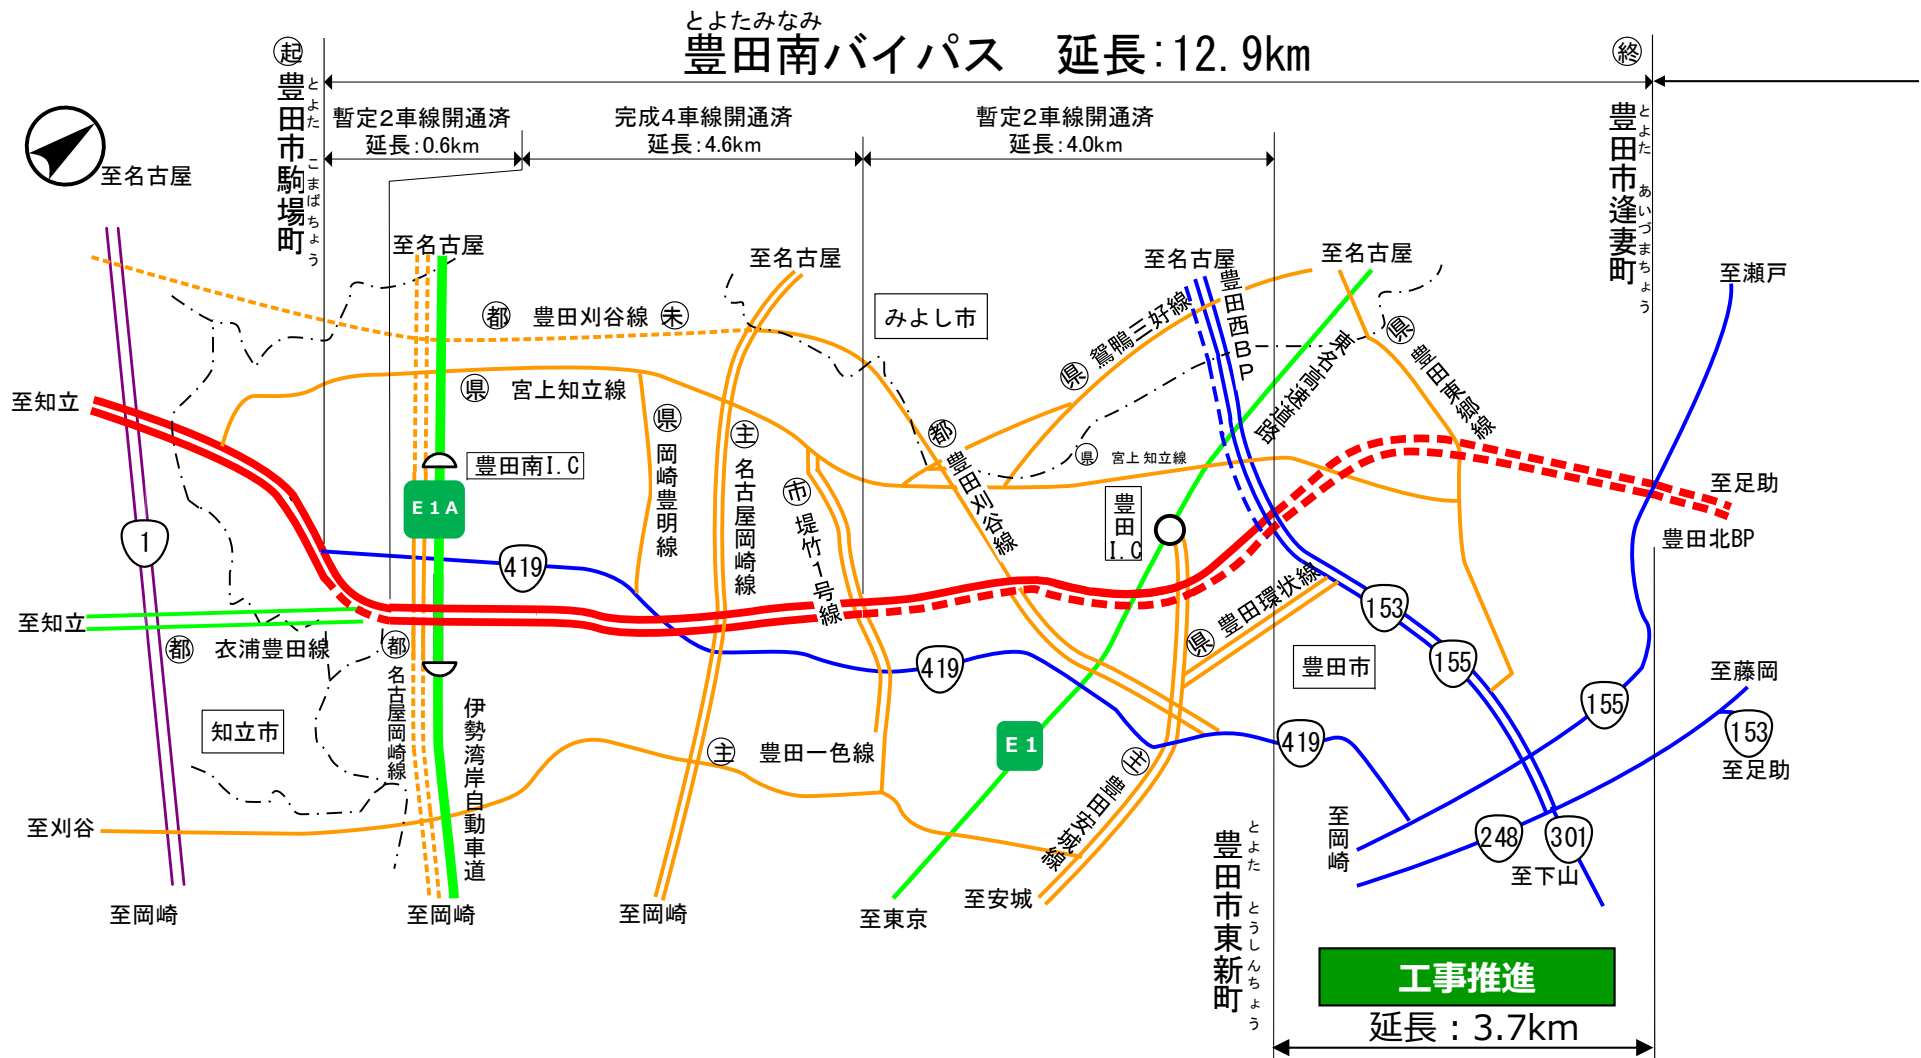 とよたみなみ
豊田南バイパス　延長:12.9km
起
豊田市駒場町
とよた こまばちょう
終
豊田市逢妻町
とよた あいづまちょう
暫定2車線開通済
延長:0.6km
完成4車線開通済
延長:4.6km
暫定2車線開通済
延長:4.0km
至名古屋
至名古屋
至名古屋
至名古屋
至名古屋
至瀬戸
都 豊田刈谷線 未
みよし市
県 鴛鴨三好線
豊田西BP
東名高速道路
県 豊田東郷線
至知立
県 宮上知立線
県 岡崎豊明線
主 名古屋岡崎線
豊田南I.C
E1A
市 堤竹1号線
都 豊田刈谷線
県 宮上知立線
豊田I.C
至足助
豊田北BP
1
419
至知立
都 衣浦豊田線
都 名古屋岡崎線
県 豊田環状線
153
155
419
豊田市
至藤岡
155
153
至足助
知立市
伊勢湾岸自動車道
主 豊田一色線
E1
主 豊田安城線
419
至刈谷
至岡崎
248
301
至下山
至岡崎
至岡崎
至岡崎
至東京
至安城
豊田市東新町
とよた とうしんちょう
工事推進
延長：3.7km